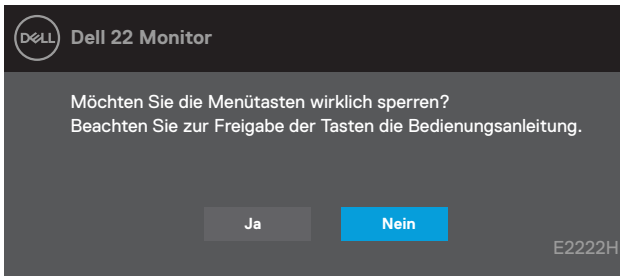 DELL Dell 22 Monitor
Möchten Sie die Menütasten wirklich sperren?
Beachten Sie zur Freigabe der Tasten die Bedienungsanleitung.
Ja Nein
E2222H